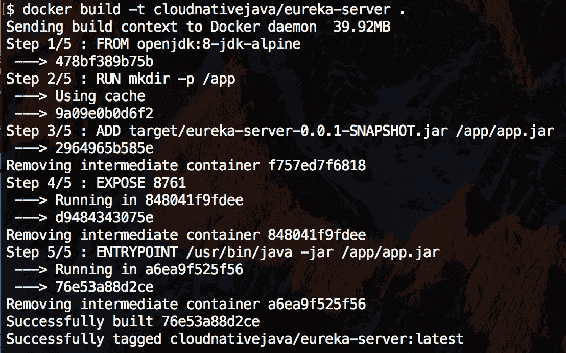 $ docker build -t cloudnativejava/eureka-server .
Sending build context to Docker daemon  39.92MB
Step 1/5 : FROM openjdk:8-jdk-alpine
 ---> 478bf389b75b
Step 2/5 : RUN mkdir -p /app
 ---> Using cache
 ---> 9a09e0b0d6f2
Step 3/5 : ADD target/eureka-server-0.0.1-SNAPSHOT.jar /app/app.jar
 ---> 2964965b585e
Removing intermediate container f757ed7f6818
Step 4/5 : EXPOSE 8761
 ---> Running in 848041f9fdee
 ---> d9484343075e
Removing intermediate container 848041f9fdee
Step 5/5 : ENTRYPOINT /usr/bin/java -jar /app/app.jar
 ---> Running in a6ea9f525f56
 ---> 76e53a88d2ce
Removing intermediate container a6ea9f525f56
Successfully built 76e53a88d2ce
Successfully tagged cloudnativejava/eureka-server:latest